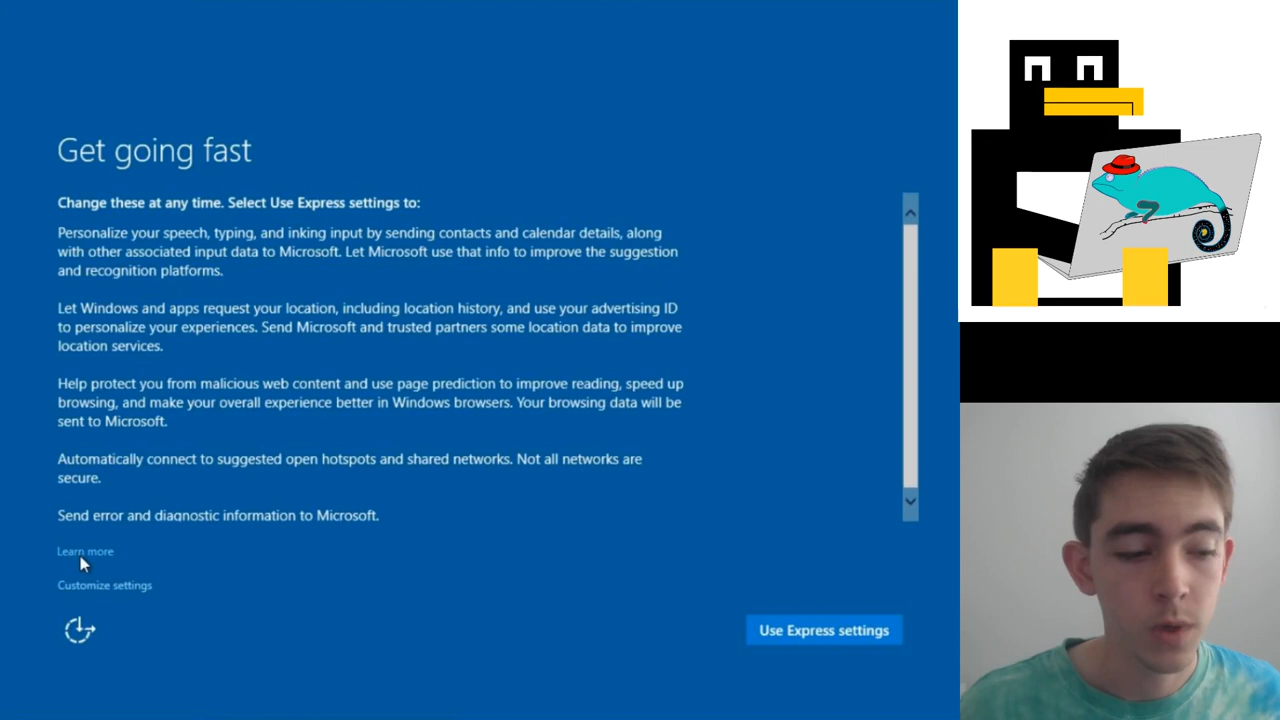 Get going fast
Change these at any time. Select Use Express settings to:
Personalize your speech, typing, and inking input by sending contacts and calendar details, along
with other associated input data to Microsoft. Let Microsoft use that info to improve the suggestion
and recognition platforms.
Let Windows and apps request your location, including location history, and use your advertising ID
to personalize your experiences. Send Microsoft and trusted partners some location data to improve
location services.
Help protect you from malicious web content and use page prediction to improve reading, speed up
browsing, and make your overall experience better in Windows browsers. Your browsing data will be
sent to Microsoft.
Automatically connect to suggested open hotspots and shared networks. Not all networks are
secure.
Send error and diagnostic information to Microsoft.
Learn more
Customize settings
Use Express settings